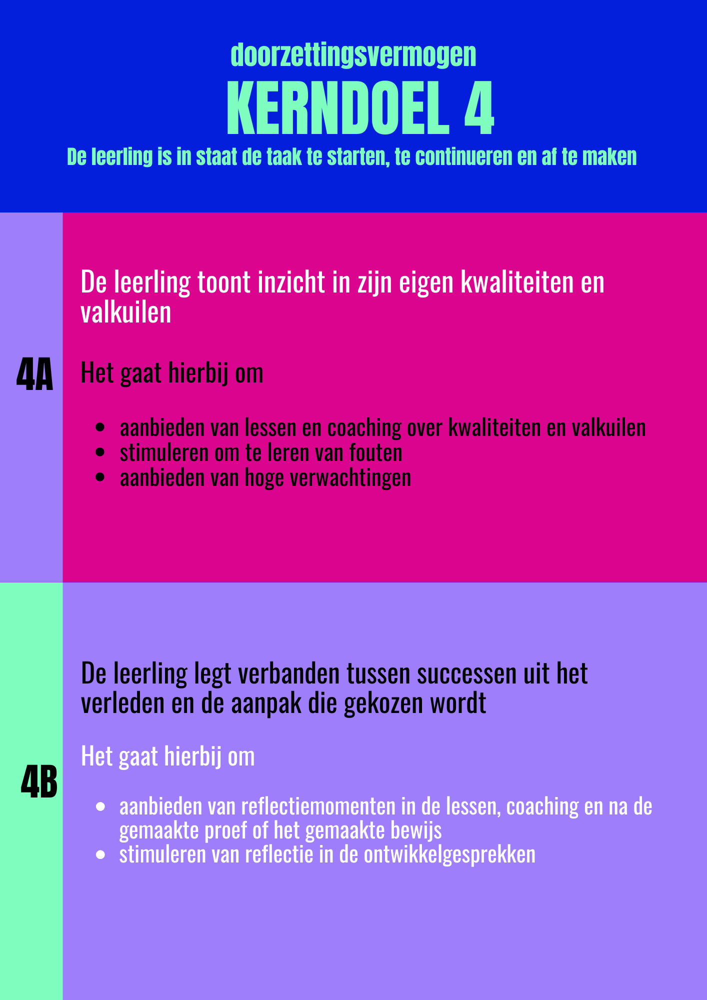 doorzettingsvermogen
KERNDOEL 4
De leerling is in staat de taak te starten, te continueren en af te maken
De leerling toont inzicht in zijn eigen kwaliteiten en
valkuilen
4A
Het gaat hierbij om
• aanbieden van lessen en coaching over kwaliteiten en valkuilen
• stimuleren om te leren van fouten
• aanbieden van hoge verwachtingen
De leerling legt verbanden tussen successen uit het
verleden en de aanpak die gekozen wordt
Het gaat hierbij om
4B
• aanbieden van reflectiemomenten in de lessen, coaching en na de
gemaakte proef of het gemaakte bewijs
• stimuleren van reflectie in de ontwikkelgesprekken